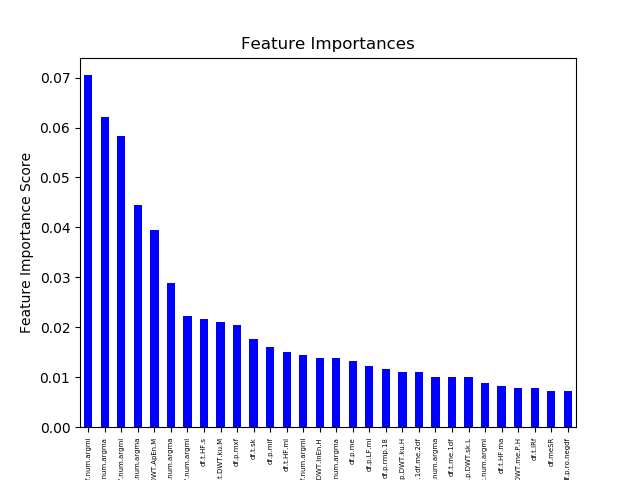 Feature Importances
Feature Importance Score
0.07
0.06
0.05
0.04
0.03
0.02
0.01
0.00
.num.argmi
.num.argma
.num.argmi
.num.argma
DWT.ApEn.M
.num.argma
.num.argmi
df.t.HF.s
t.DWT.ku.M
df.p.mxf
df.t.sk
df.p.mif
df.t.HF.mi
.num.argmi
DWT.InEn.H
num.argma
df.p.me
df.p.LF.mi
df.p.rmp.18
p.DWT.ku.H
.1df.me.2df
.num.argma
df.t.me.1df
p.DWT.sk.L
.num.argmi
df.t.HF.ma
DWT.me.P.H
df.t.IRf
df.meSR
f.p.ro.negdf